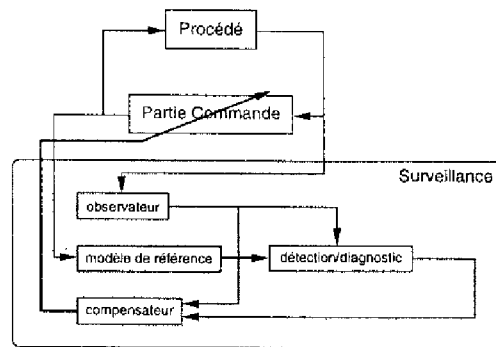 Procédé
Partie Commande
Surveillance
observateur
modèle de référence
détection/diagnostic
compensateur